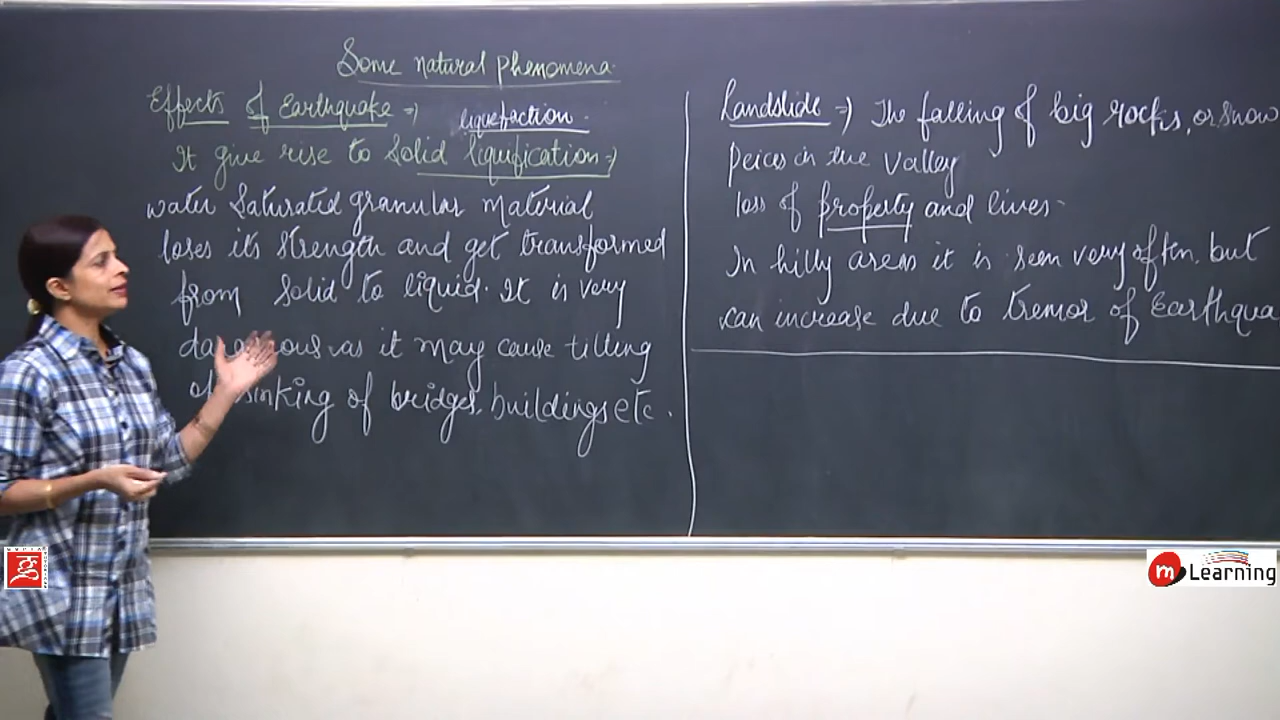 Some natural phenomena.
Effects of Earthquake ⇒) liquefaction.
It give rise to Solid liquification ⇒)
water Saturated granular material
loses its strength and get transformed
from solid to liquid. It is very
as it may cause tilting
sinking of bridges, buildings etc.
Landslide ⇒) The falling of big rocks, or snow
peices in the valley
loss of property and lives.
In hilly areas it is seen very often. but
can increase due to tremor of Earthqua
m Learning